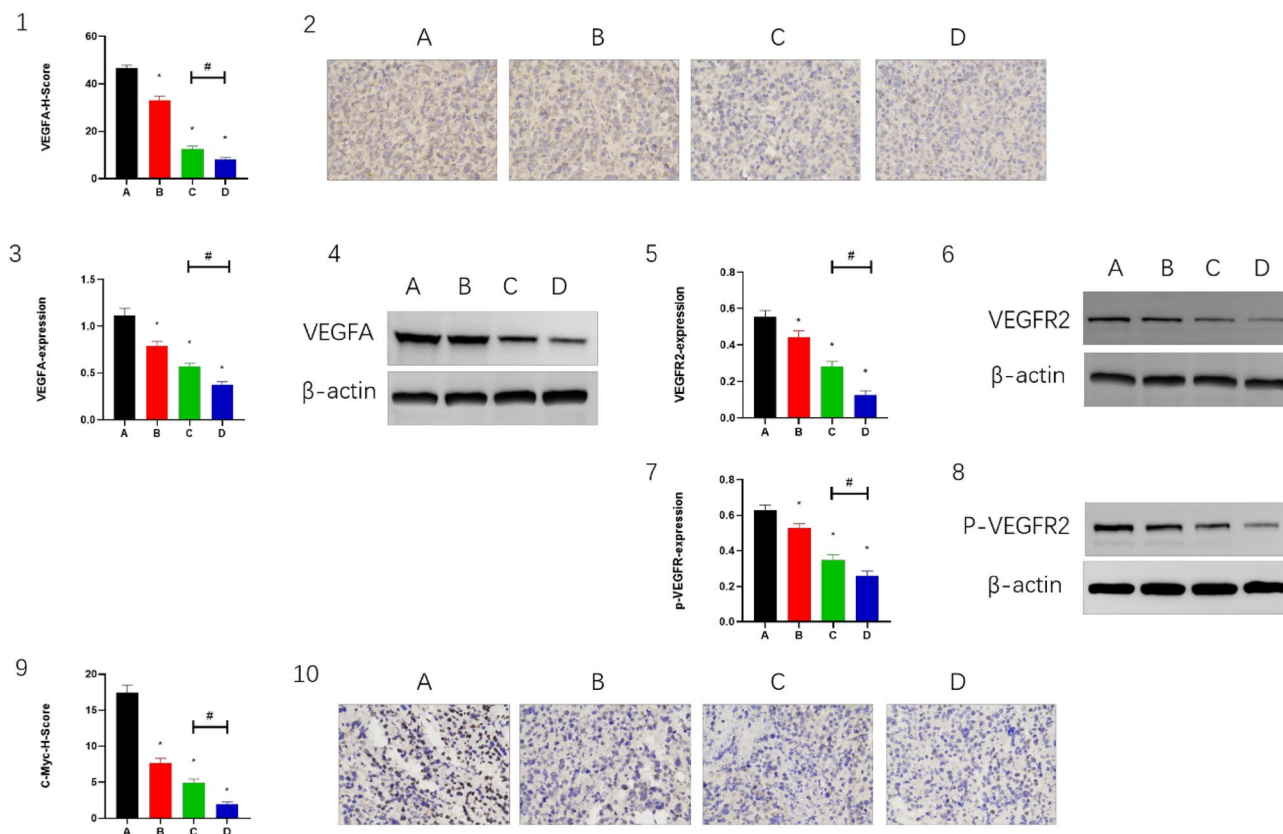 1
VEGFA-H-Score
60
40
20
0
*
*
*
#
A B C D
2
A B C D
3
VEGFA-expression
1.5
1.0
0.5
0.0
*
*
*
#
A B C D
4
A B C D
VEGFA
β-actin
5
VEGFR2-expression
0.8
0.6
0.4
0.2
0.0
*
*
*
#
A B C D
6
A B C D
VEGFR2
β-actin
7
p-VEGFR-expression
0.8
0.6
0.4
0.2
0.0
*
*
*
#
A B C D
8
P-VEGFR2
β-actin
9
C-Myc-H-Score
20
15
10
5
0
*
*
*
#
A B C D
10
A B C D